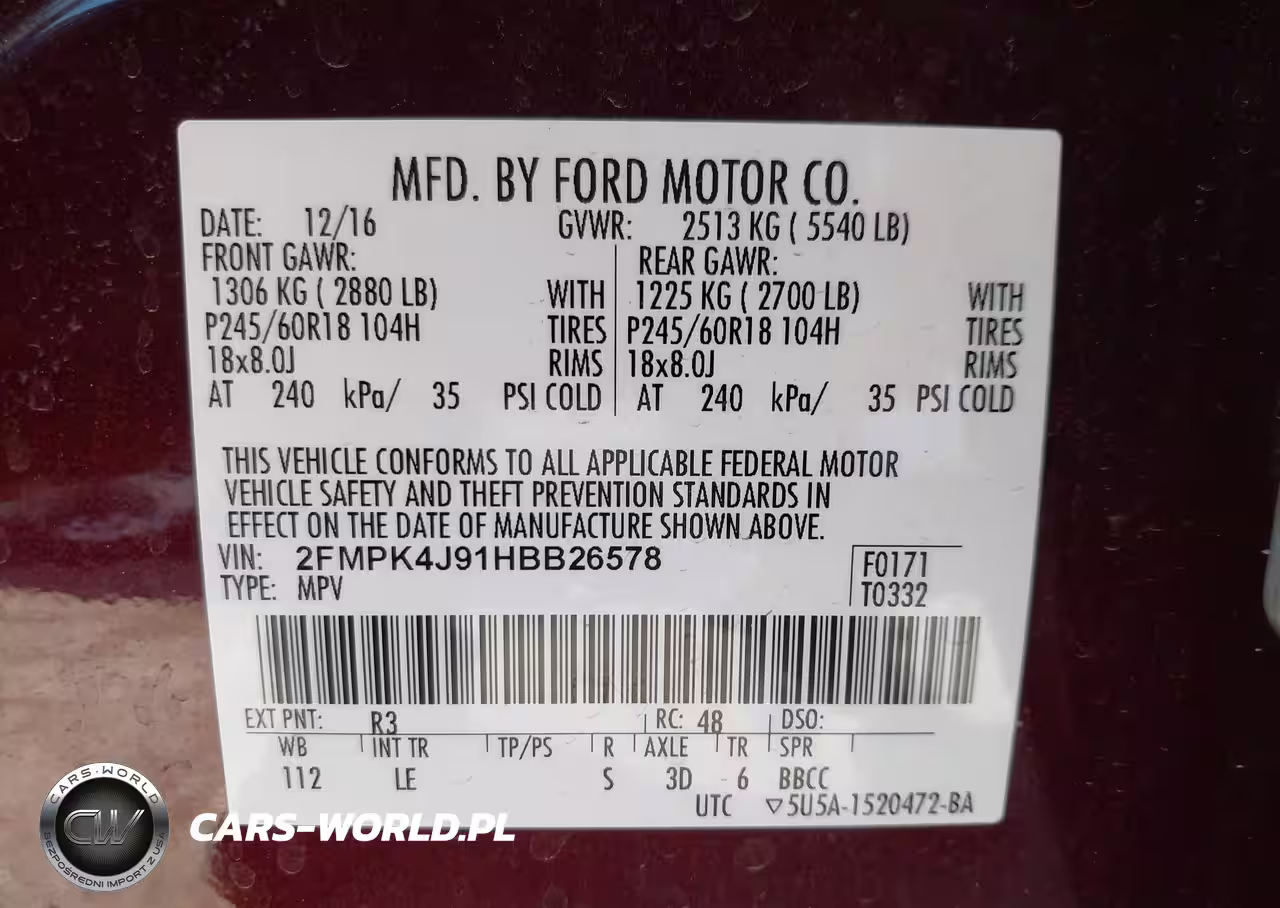 MFD. BY FORD MOTOR CO.
DATE: 12/16 GVWR: 2513 KG ( 5540 LB)
FRONT GAWR: REAR GAWR:
1306 KG ( 2880 LB) WITH 1225 KG ( 2700 LB) WITH
P245/60R18 104H TIRES P245/60R18 104H TIRES
18x8.0J RIMS 18x8.0J RIMS
AT 240 kPa/ 35 PSI COLD AT 240 kPa/ 35 PSI COLD
THIS VEHICLE CONFORMS TO ALL APPLICABLE FEDERAL MOTOR
VEHICLE SAFETY AND THEFT PREVENTION STANDARDS IN
EFFECT ON THE DATE OF MANUFACTURE SHOWN ABOVE.
VIN: 2FMPK4J91HBB26578 F0171
TYPE: MPV T0332
EXT PNT: R3 RC: 48 DSO:
WB INT TR TP/PS R AXLE TR SPR
112 LE S 3D 6 BBCC
UTC ▽5U5A-1520472-BA
CARS-WORLD
CW
BEZPOŚREDNI IMPORT Z USA
CARS-WORLD.PL